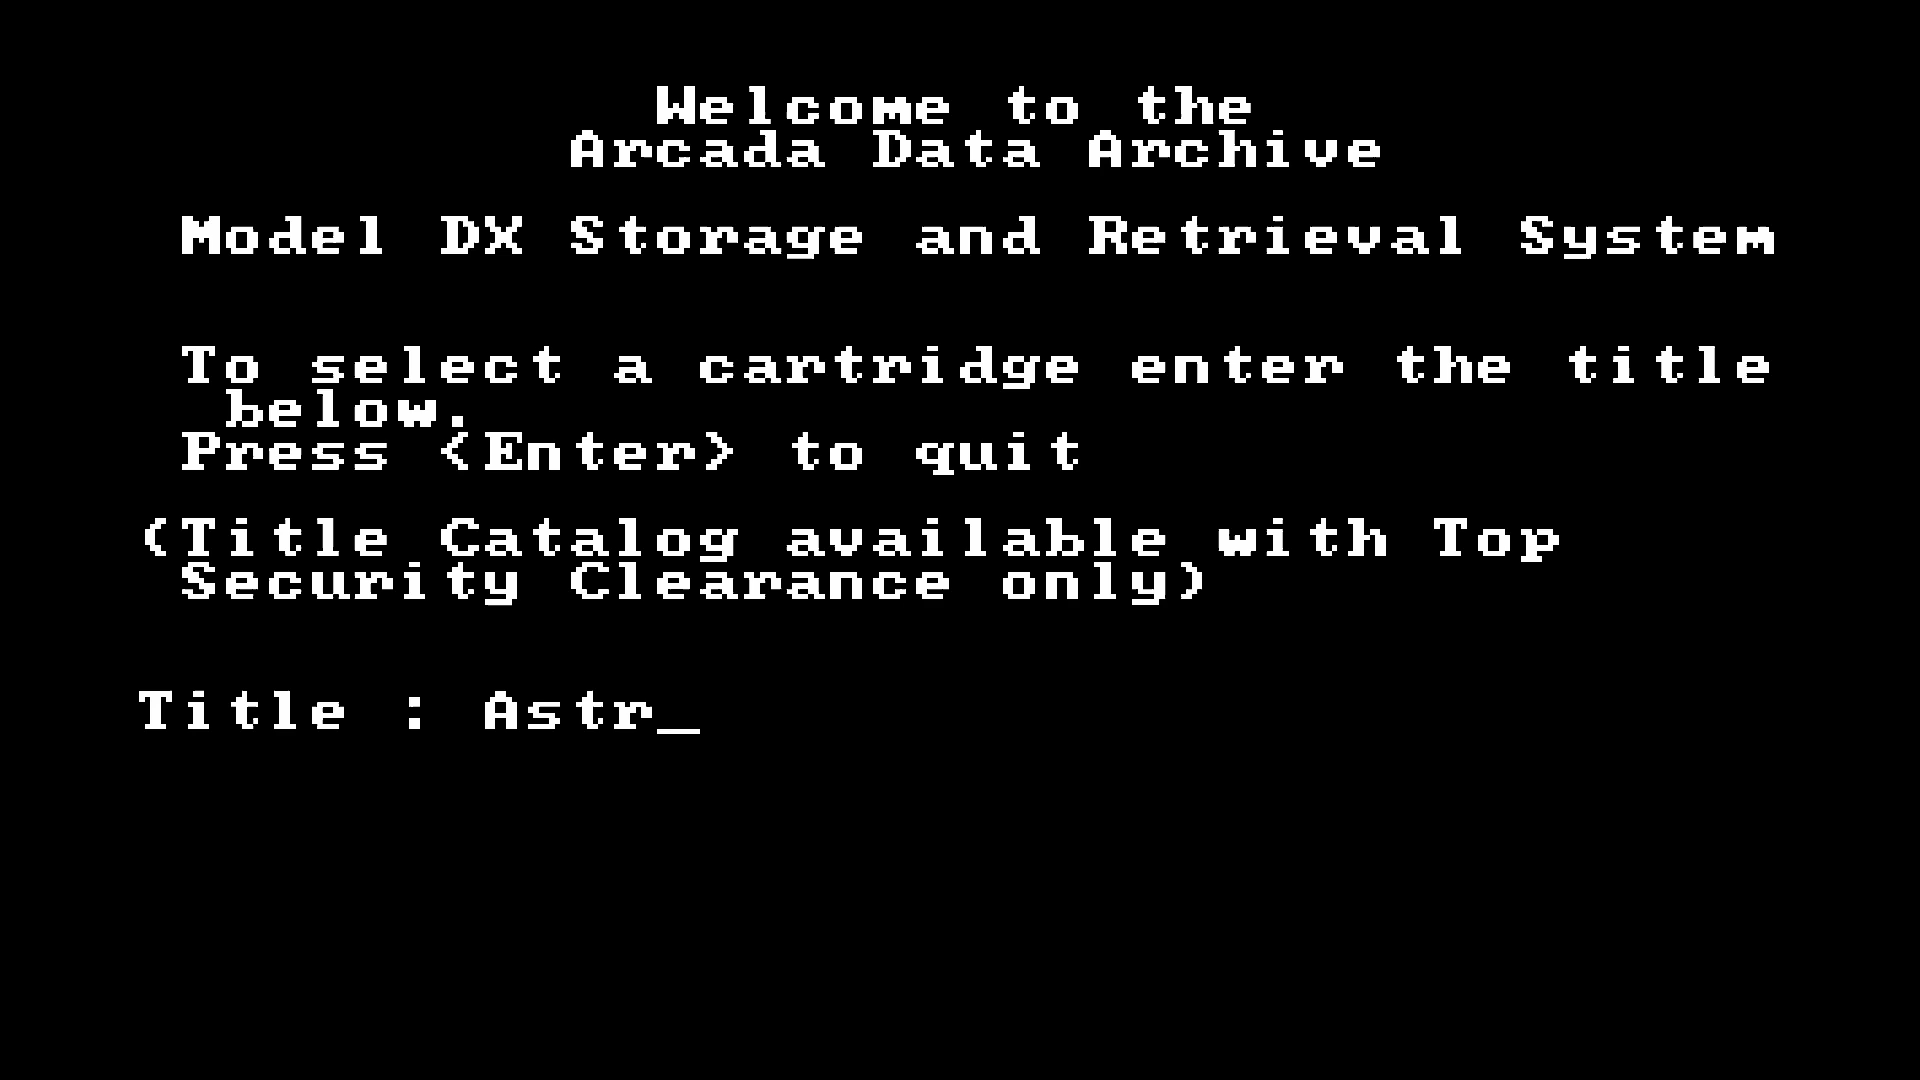 Welcome to the
Arcada Data Archive
Model DX Storage and Retrieval System
To select a cartridge enter the title
below.
Press <Enter> to quit
(Title Catalog available with Top
Security Clearance only)
Title : Astr_